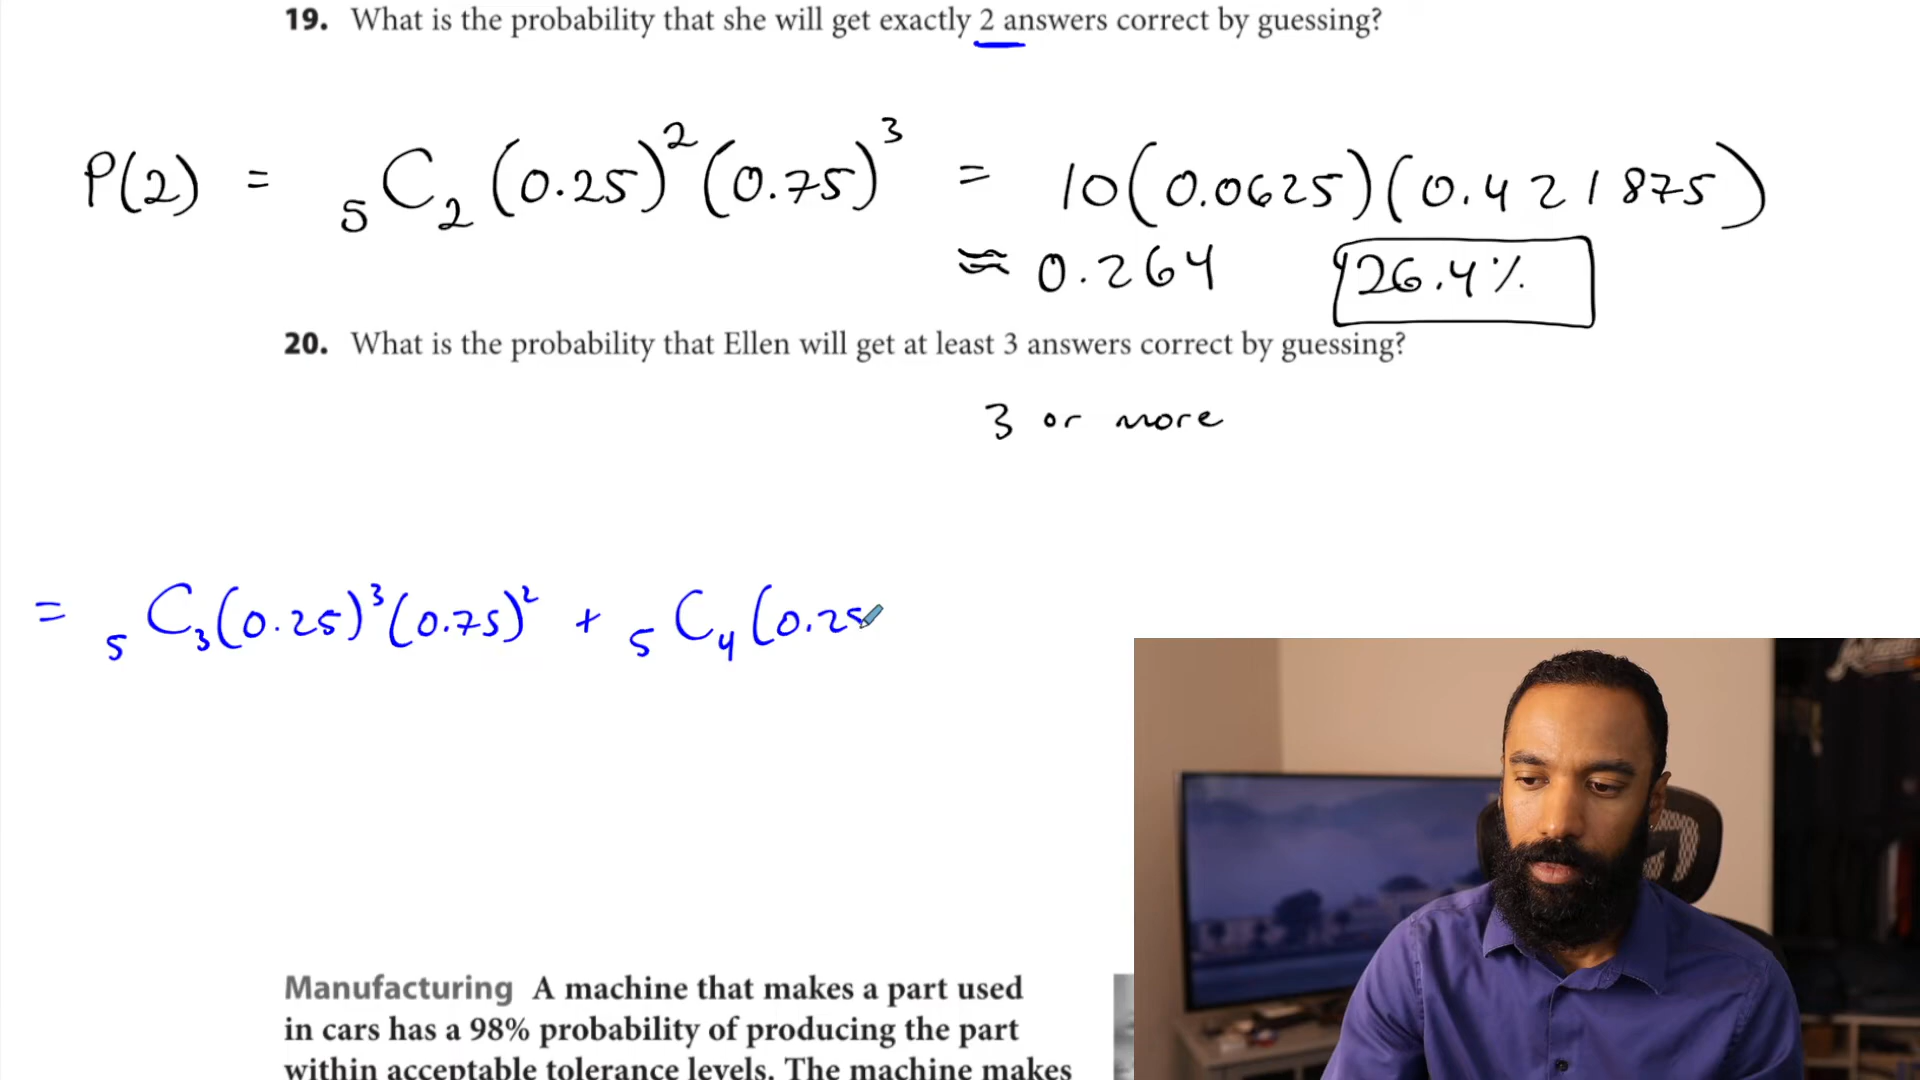 19. What is the probability that she will get exactly 2 answers correct by guessing?
P(2) = ₅C₂(0.25)²(0.75)³ = 10(0.0625)(0.421875)
≈ 0.264 26.4%
20. What is the probability that Ellen will get at least 3 answers correct by guessing?
3 or more
= ₅C₃(0.25)³(0.75)² + ₅C₄(0.25
Manufacturing A machine that makes a part used
in cars has a 98% probability of producing the part
within acceptable tolerance levels. The machine makes